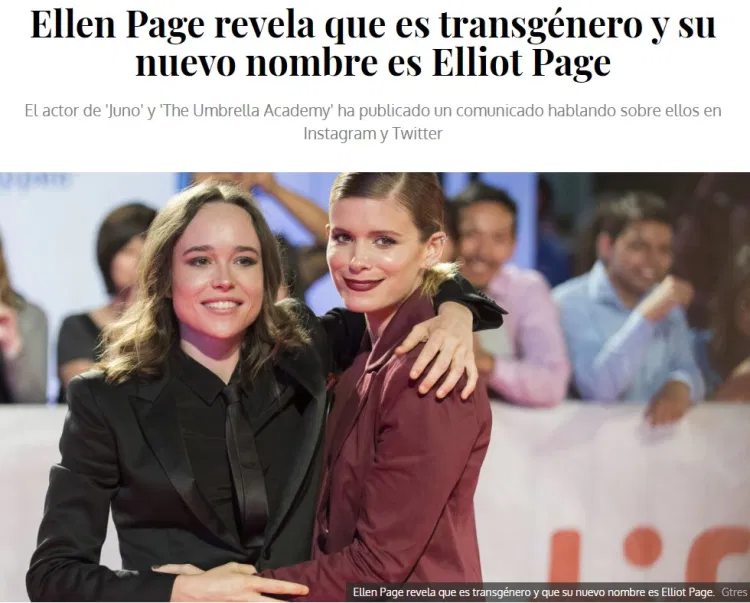 Ellen Page revela que es transgénero y su
nuevo nombre es Elliot Page
El actor de 'Juno' y 'The Umbrella Academy' ha publicado un comunicado hablando sobre ellos en
Instagram y Twitter
Ellen Page revela que es transgénero y que su nuevo nombre es Elliot Page. Gtres